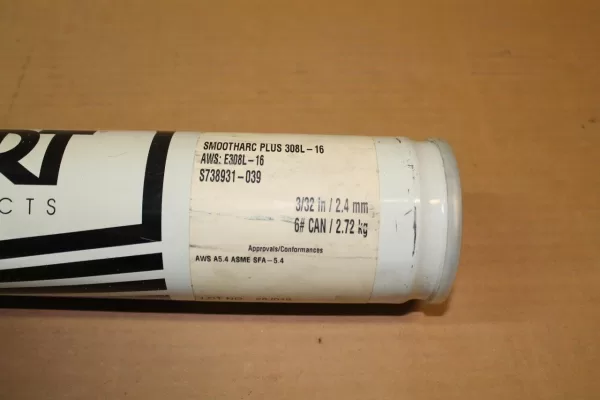 RT
CTS
SMOOTHARC PLUS 308L-16
AWS: E308L-16
S738931-039
3/32 in / 2.4 mm
6# CAN / 2.72 kg
Approvals/Conformances
AWS A5.4 ASME SFA-5.4